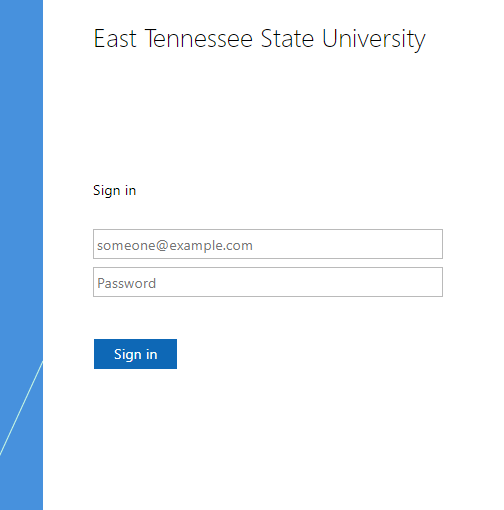 East Tennessee State University
Sign in
someone@example.com
Password
Sign in